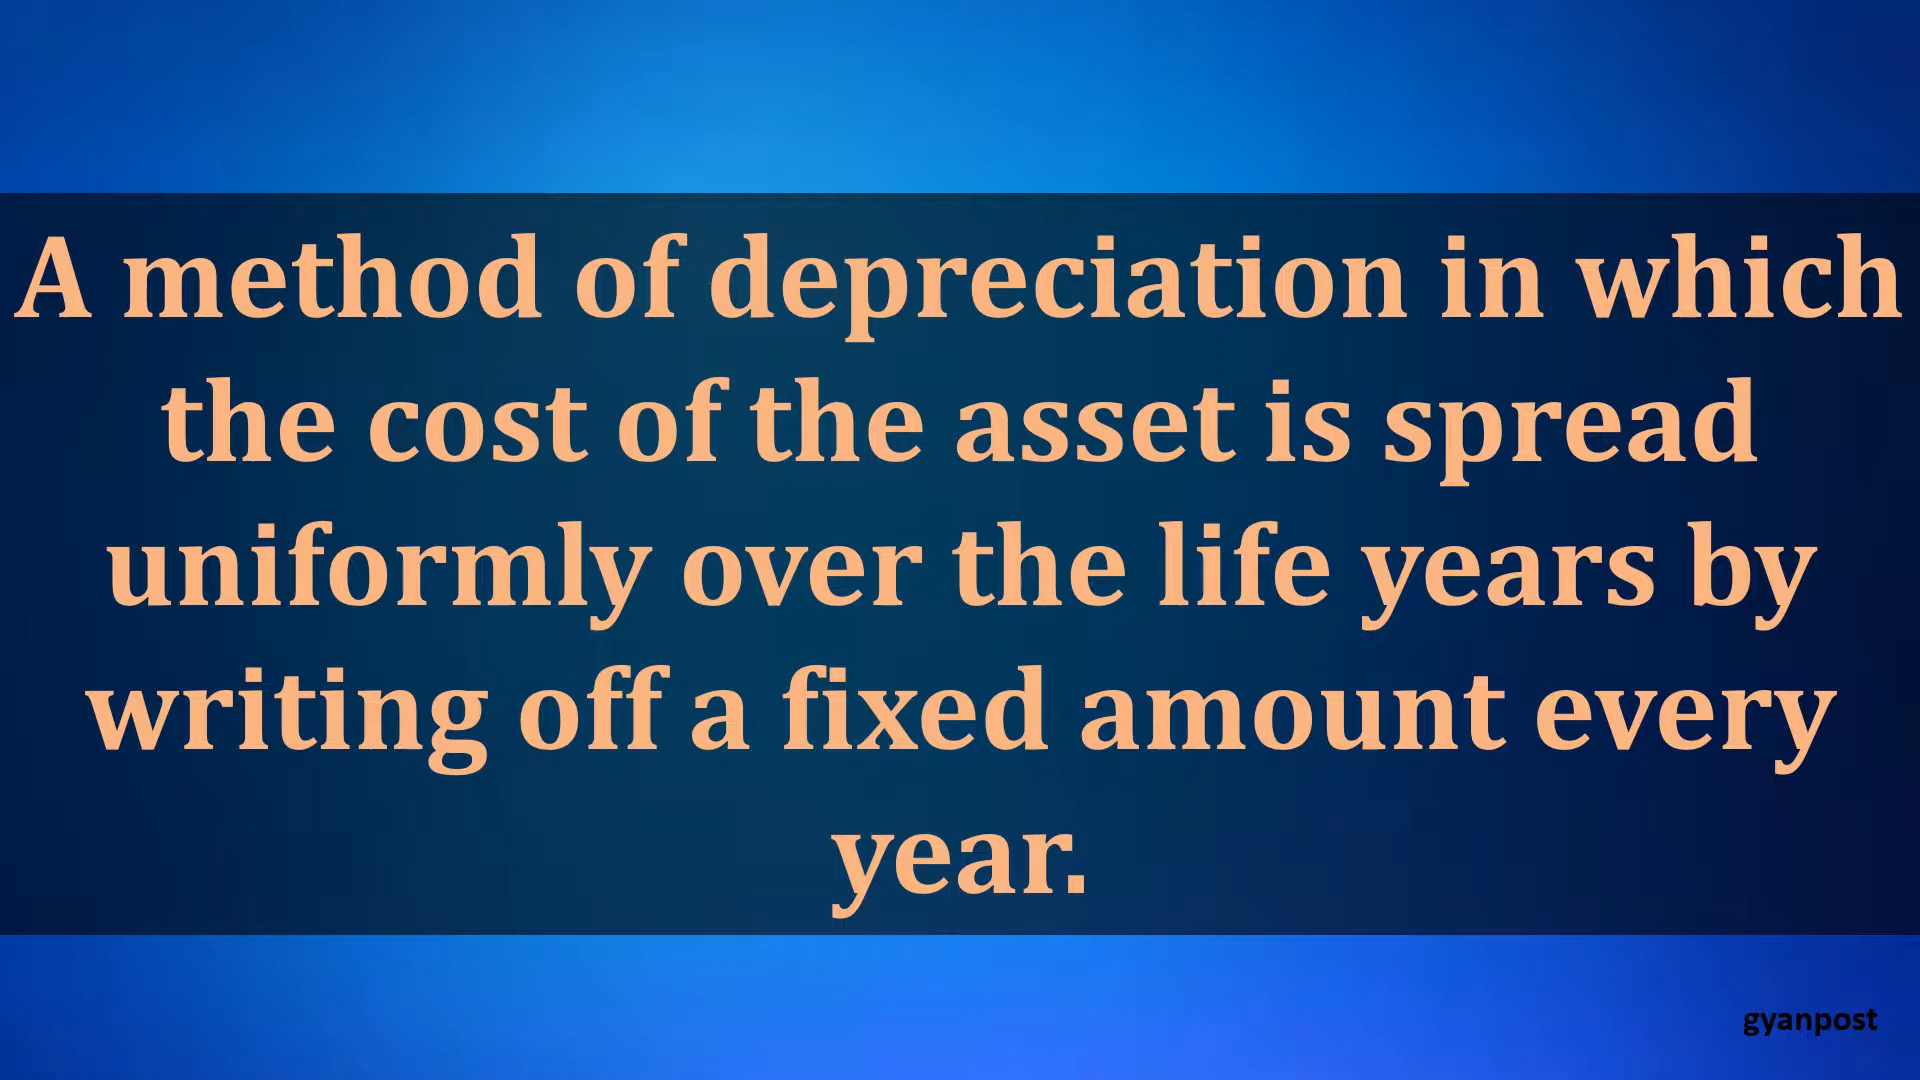 A method of depreciation in which
the cost of the asset is spread
uniformly over the life years by
writing off a fixed amount every
year.
gyanpost